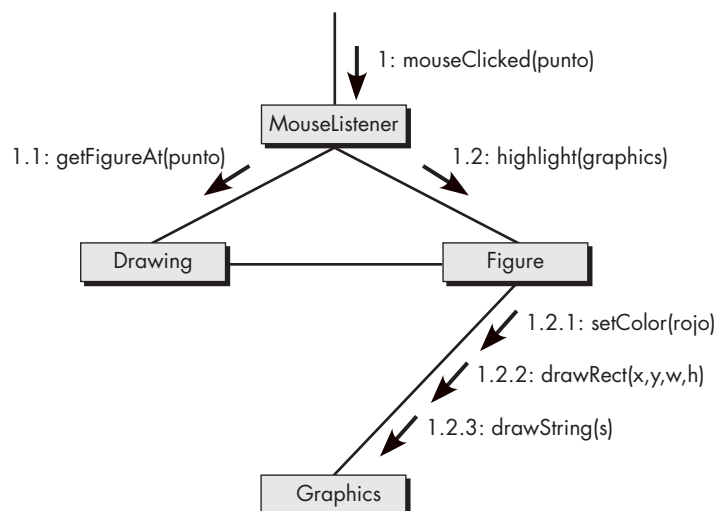 1: mouseClicked(punto)
MouseListener
1.1: getFigureAt(punto)
1.2: highlight(graphics)
Drawing
Figure
1.2.1: setColor(rojo)
1.2.2: drawRect(x,y,w,h)
1.2.3: drawString(s)
Graphics